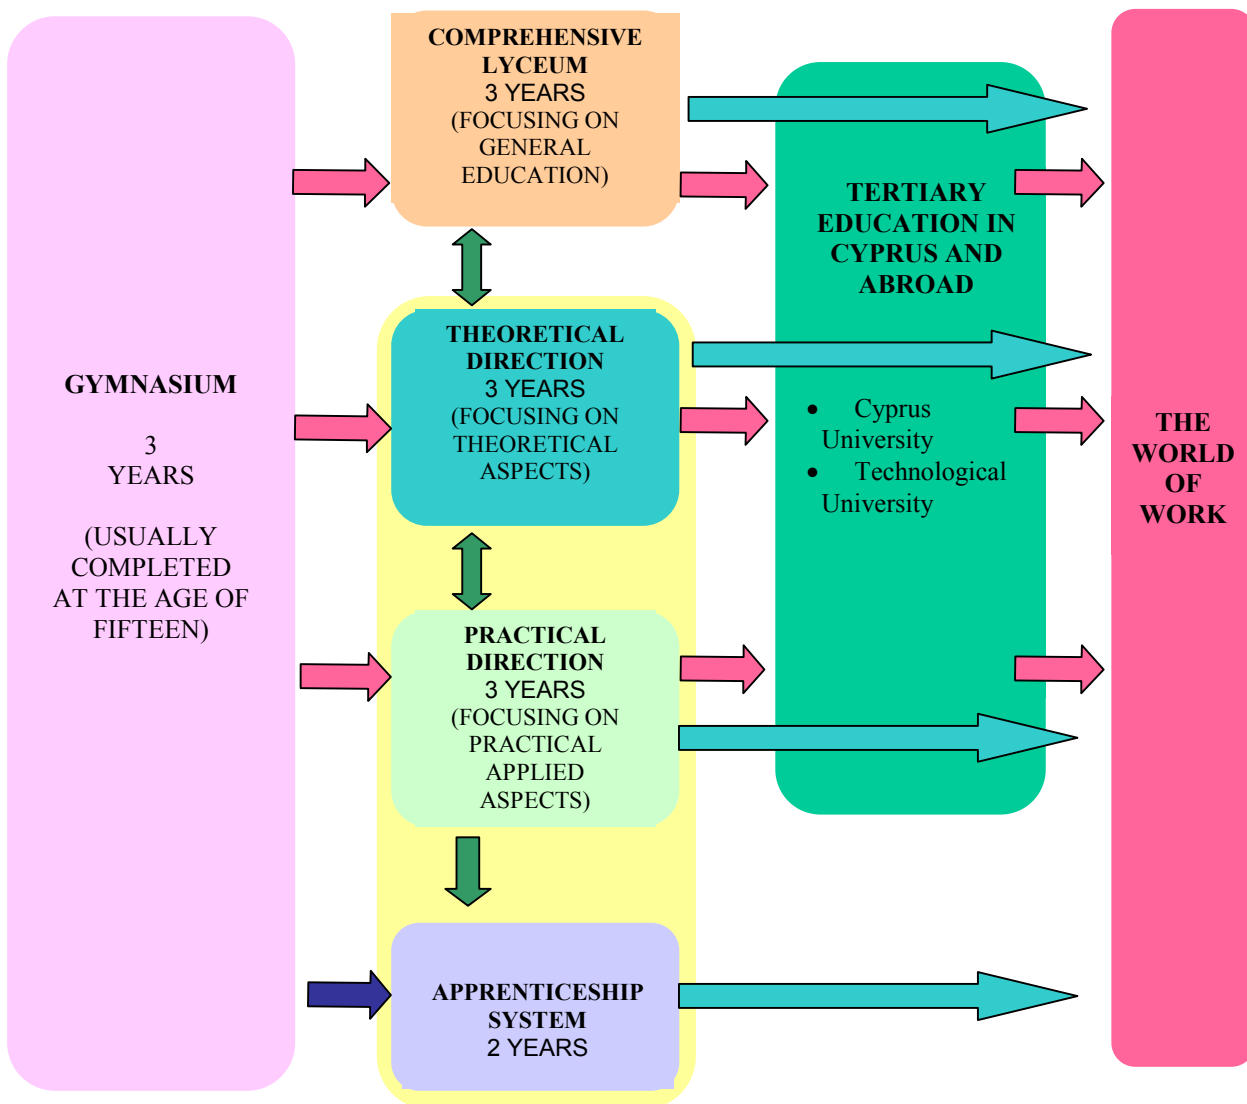 GYMNASIUM
3
YEARS
(USUALLY
COMPLETED
AT THE AGE OF
FIFTEEN)
COMPREHENSIVE
LYCEUM
3 YEARS
(FOCUSING ON
GENERAL
EDUCATION)
THEORETICAL
DIRECTION
3 YEARS
(FOCUSING ON
THEORETICAL
ASPECTS)
PRACTICAL
DIRECTION
3 YEARS
(FOCUSING ON
PRACTICAL
APPLIED
ASPECTS)
APPRENTICESHIP
SYSTEM
2 YEARS
TERTIARY
EDUCATION IN
CYPRUS AND
ABROAD
• Cyprus
University
• Technological
University
THE
WORLD
OF
WORK